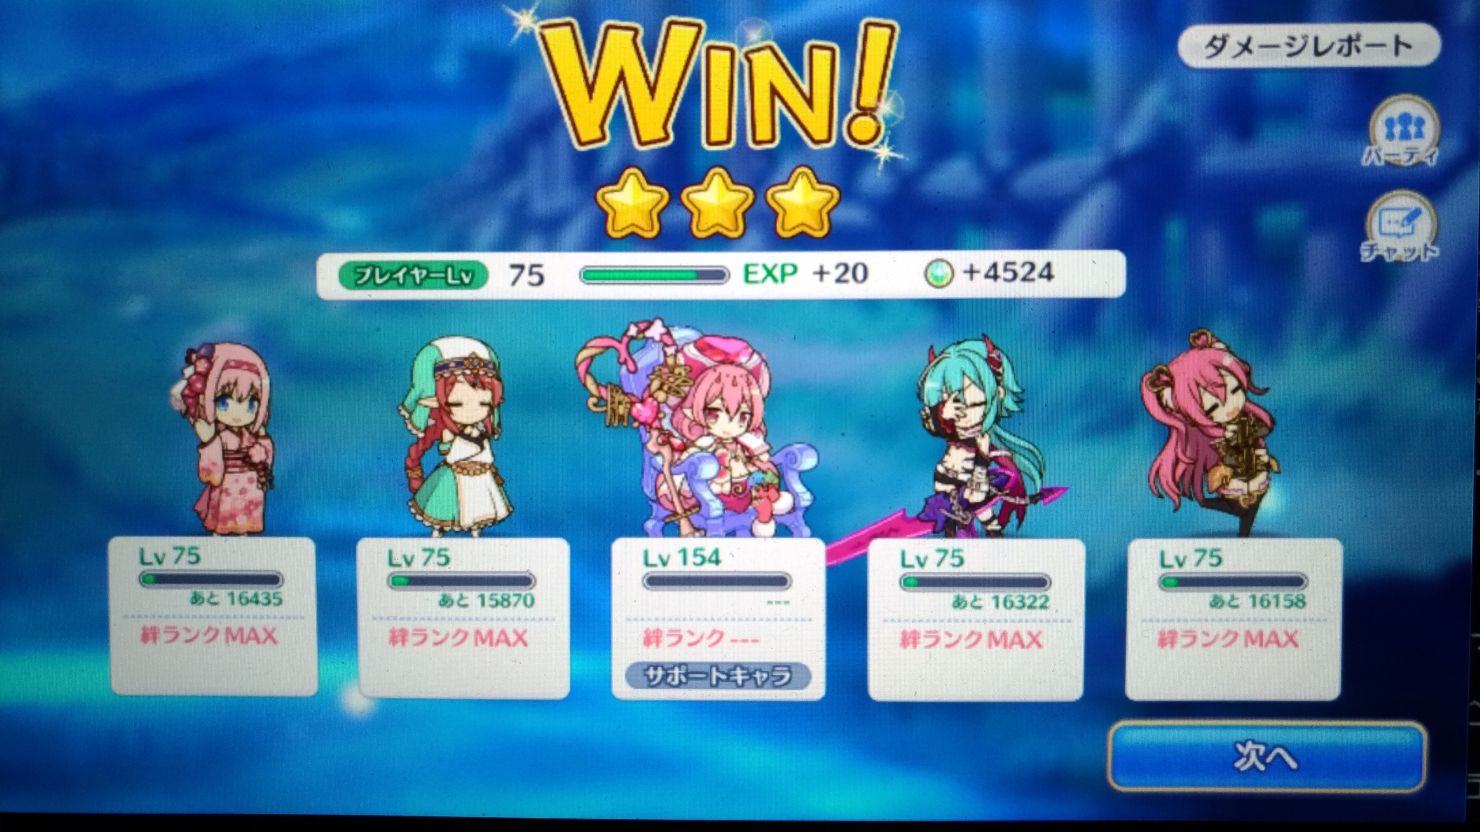 WIN!
ダメージレポート
パーティ
チャット
プレイヤーLv 75 EXP +20 +4524
Lv 75
あと 16435
絆ランクMAX
Lv 75
あと 15870
絆ランクMAX
Lv 154
---
絆ランク ---
サポートキャラ
Lv 75
あと 16322
絆ランクMAX
Lv 75
あと 16158
絆ランクMAX
次へ